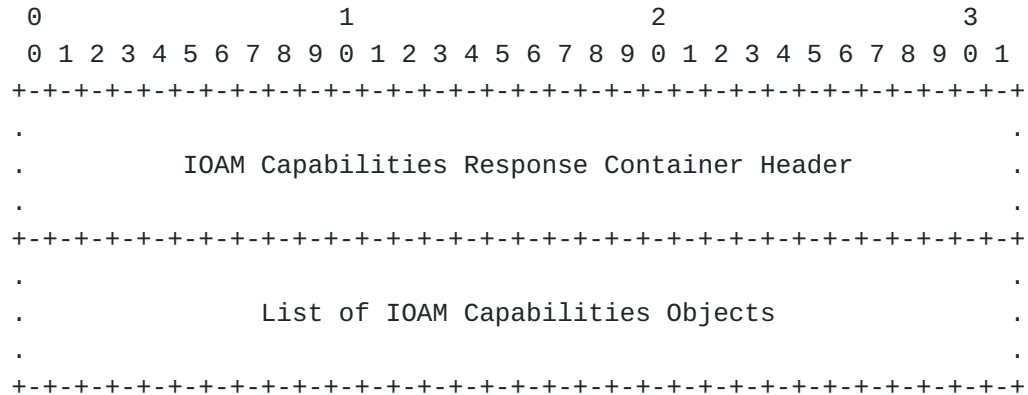 0                   1                   2                   3
 0 1 2 3 4 5 6 7 8 9 0 1 2 3 4 5 6 7 8 9 0 1 2 3 4 5 6 7 8 9 0 1
+-+-+-+-+-+-+-+-+-+-+-+-+-+-+-+-+-+-+-+-+-+-+-+-+-+-+-+-+-+-+-+-+
.                                                               .
.          IOAM Capabilities Response Container Header          .
.                                                               .
+-+-+-+-+-+-+-+-+-+-+-+-+-+-+-+-+-+-+-+-+-+-+-+-+-+-+-+-+-+-+-+-+
.                                                               .
.               List of IOAM Capabilities Objects               .
.                                                               .
+-+-+-+-+-+-+-+-+-+-+-+-+-+-+-+-+-+-+-+-+-+-+-+-+-+-+-+-+-+-+-+-+